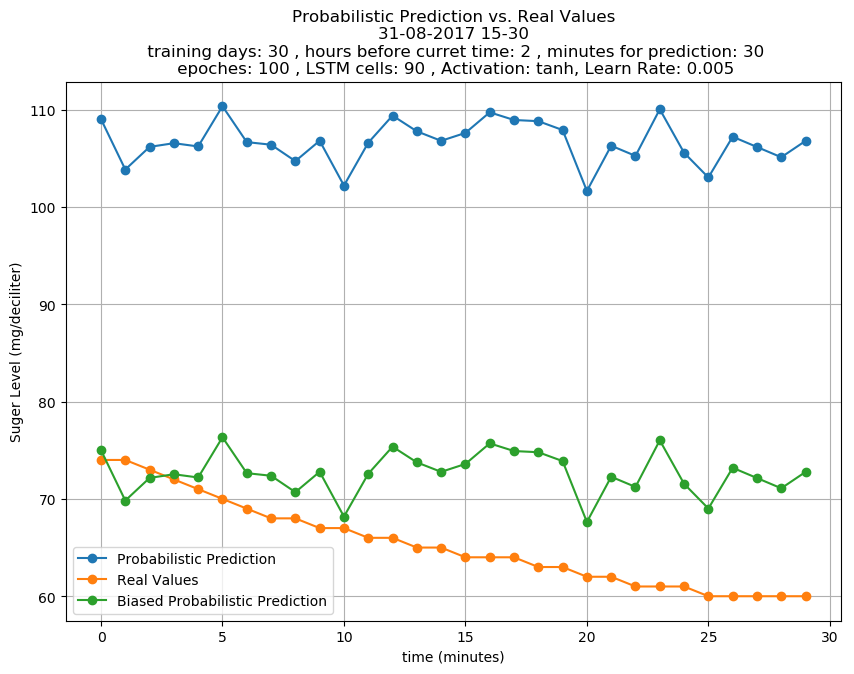 Probabilistic Prediction vs. Real Values
31-08-2017 15-30
training days: 30 , hours before curret time: 2 , minutes for prediction: 30
epoches: 100 , LSTM cells: 90 , Activation: tanh, Learn Rate: 0.005
110
100
90
80
70
60
Suger Level (mg/deciliter)
Probabilistic Prediction
Real Values
Biased Probabilistic Prediction
0 5 10 15 20 25 30
time (minutes)